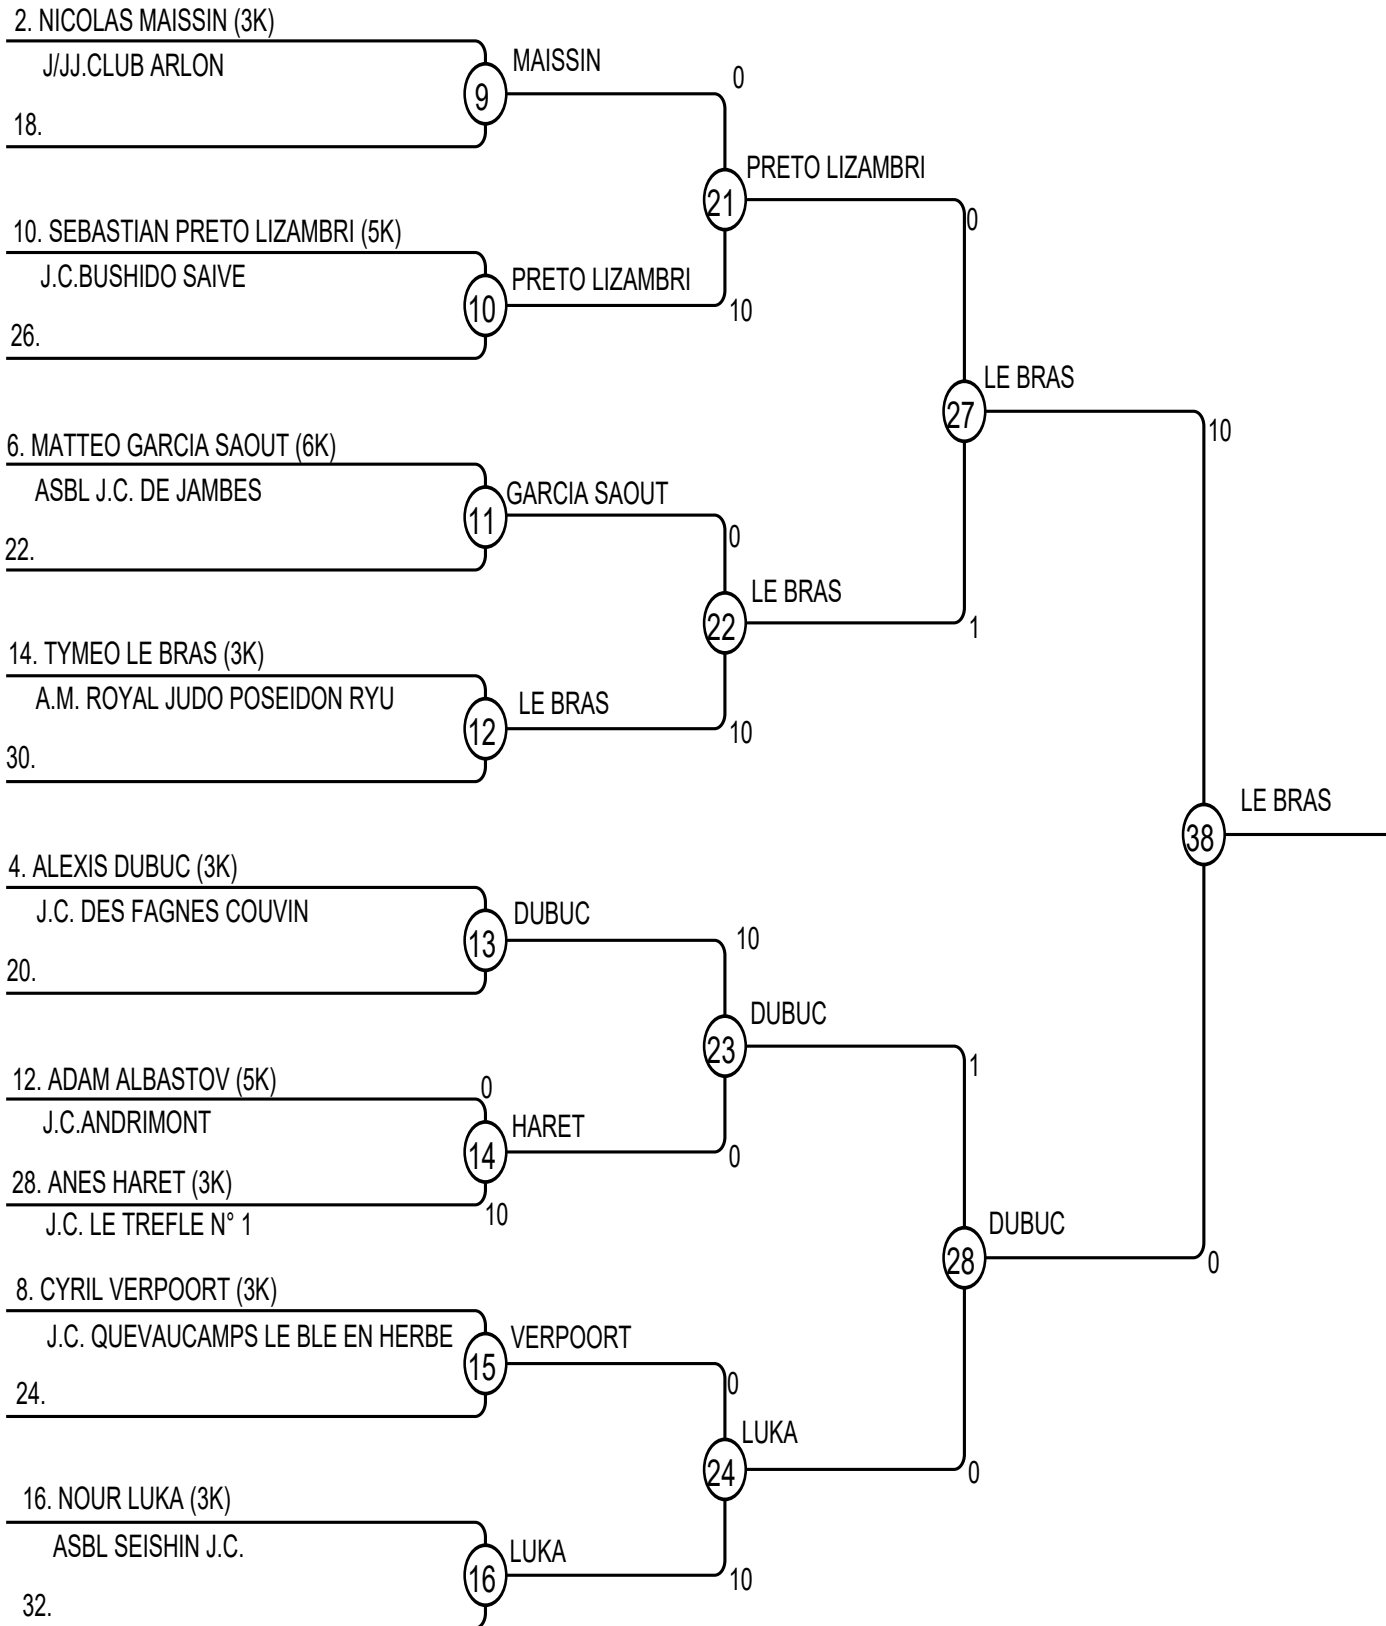 2. NICOLAS MAISSIN (3K)
J/JJ.CLUB ARLON
9
MAISSIN
0
18.
21
PRETO LIZAMBRI
0
10. SEBASTIAN PRETO LIZAMBRI (5K)
J.C.BUSHIDO SAIVE
10
PRETO LIZAMBRI
10
26.
27
LE BRAS
10
6. MATTEO GARCIA SAOUT (6K)
ASBL J.C. DE JAMBES
11
GARCIA SAOUT
0
22.
22
LE BRAS
1
14. TYMEO LE BRAS (3K)
A.M. ROYAL JUDO POSEIDON RYU
12
LE BRAS
10
30.
38
LE BRAS
4. ALEXIS DUBUC (3K)
J.C. DES FAGNES COUVIN
13
DUBUC
10
20.
23
DUBUC
1
12. ADAM ALBASTOV (5K)
0
J.C.ANDRIMONT
14
HARET
0
28. ANES HARET (3K)
10
J.C. LE TREFLE N° 1
28
DUBUC
0
8. CYRIL VERPOORT (3K)
J.C. QUEVAUCAMPS LE BLE EN HERBE
15
VERPOORT
0
24.
24
LUKA
0
16. NOUR LUKA (3K)
ASBL SEISHIN J.C.
16
LUKA
10
32.